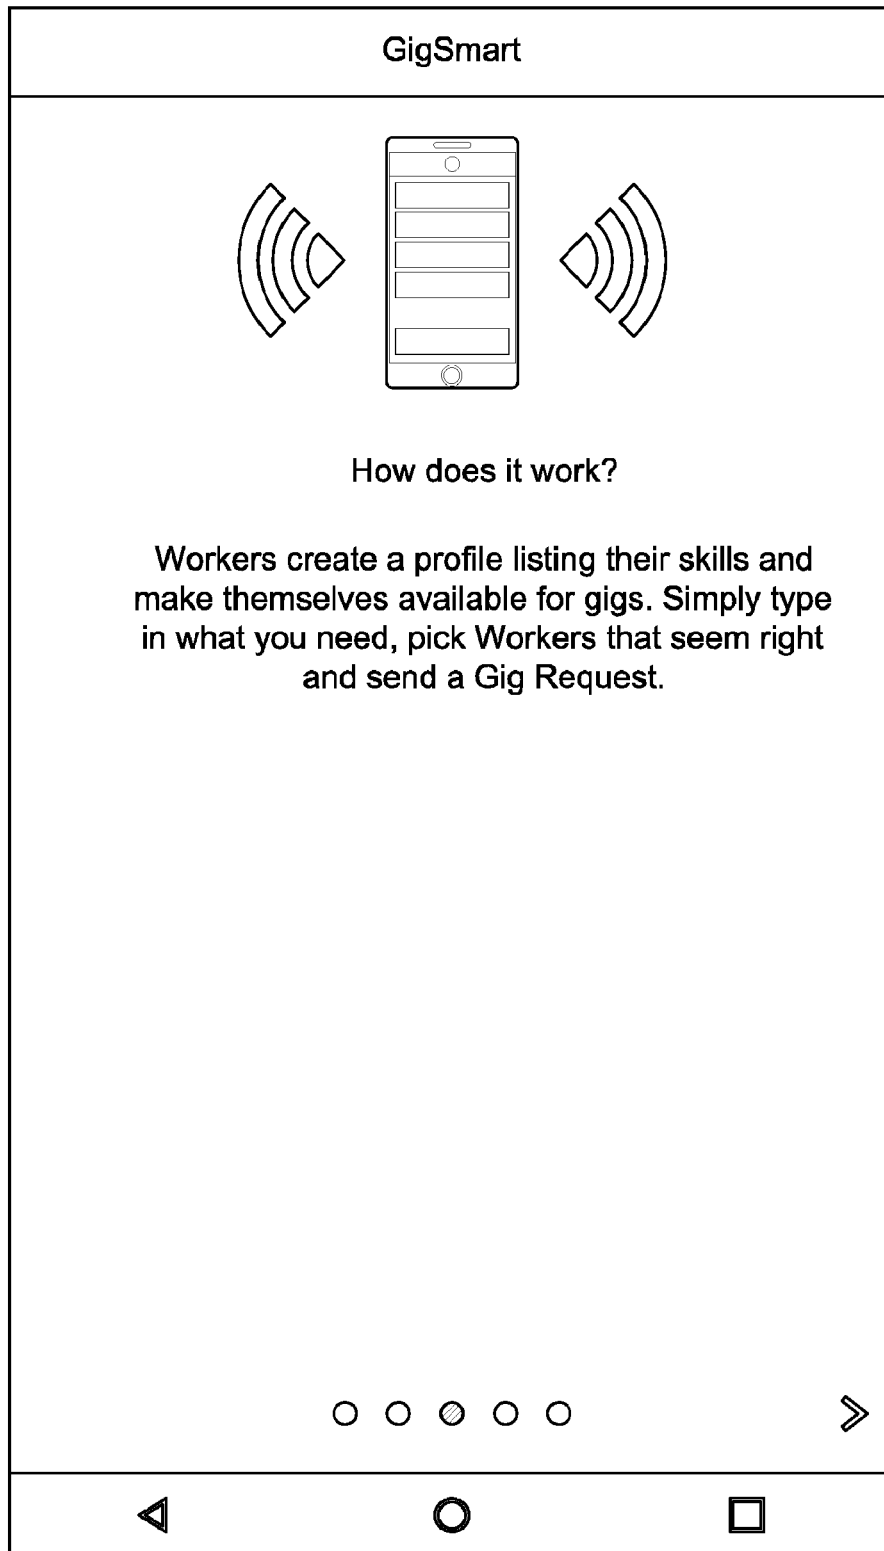 GigSmart
How does it work?
Workers create a profile listing their skills and
make themselves available for gigs. Simply type
in what you need, pick Workers that seem right
and send a Gig Request.